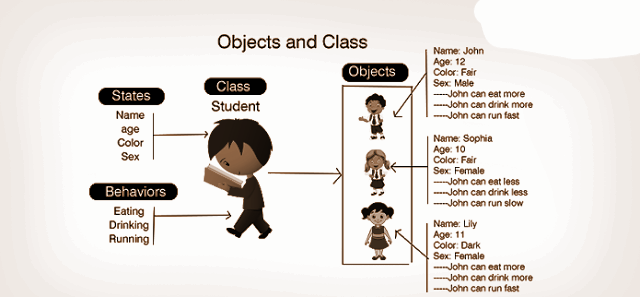 Objects and Class
States
Name
age
Color
Sex
Behaviors
Eating
Drinking
Running
Class
Student
Objects
Name: John
Age: 12
Color: Fair
Sex: Male
-----John can eat more
-----John can drink more
-----John can run fast
Name: Sophia
Age: 10
Color: Fair
Sex: Female
-----John can eat less
-----John can drink less
-----John can run slow
Name: Lily
Age: 11
Color: Dark
Sex: Female
-----John can eat more
-----John can drink more
-----John can run fast